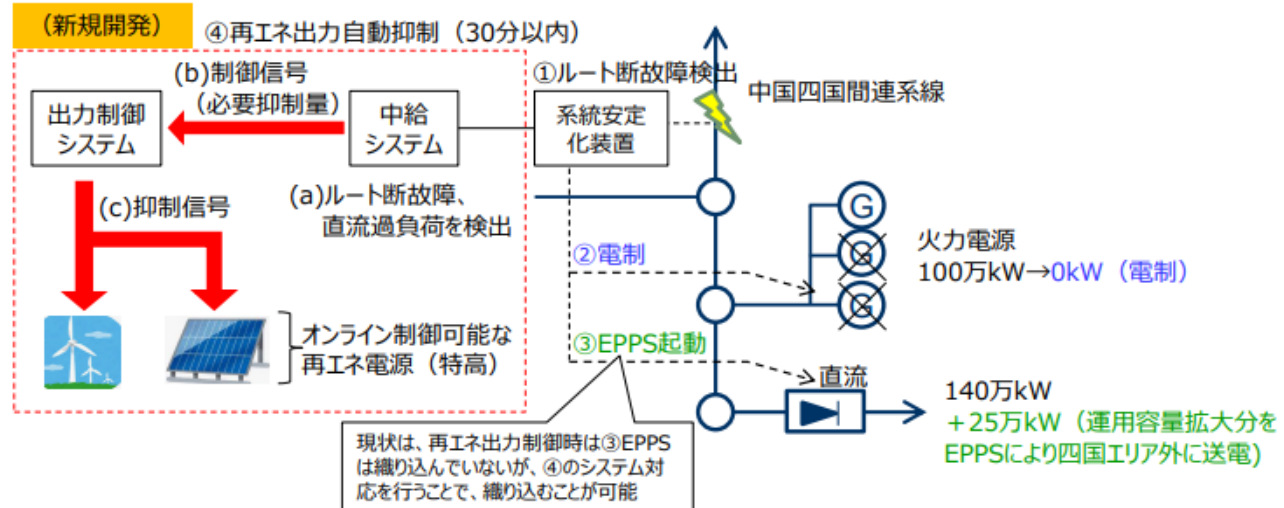 （新規開発）
④再エネ出力自動抑制（30分以内）
(b)制御信号
（必要抑制量）
①ルート断故障検出
中国四国間連系線
出力制御
システム
中給
システム
系統安定
化装置
(c)抑制信号
(a)ルート断故障、
直流過負荷を検出
G
G
G
②電制
火力電源
100万kW→0kW（電制）
オンライン制御可能な
再エネ電源（特高）
③EPPS起動
直流
140万kW
＋25万kW（運用容量拡大分を
EPPSにより四国エリア外に送電)
現状は、再エネ出力制御時は③EPPS
は織り込んでいないが、④のシステム対
応を行うことで、織り込むことが可能